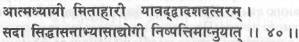 आत्मध्यायी मिताहारी यावद्द्वादशवत्सरम् ।
सदा सिद्धासनाभ्यासाद्योगी निष्पत्तिमाप्नुयात् ।। ४० ।।